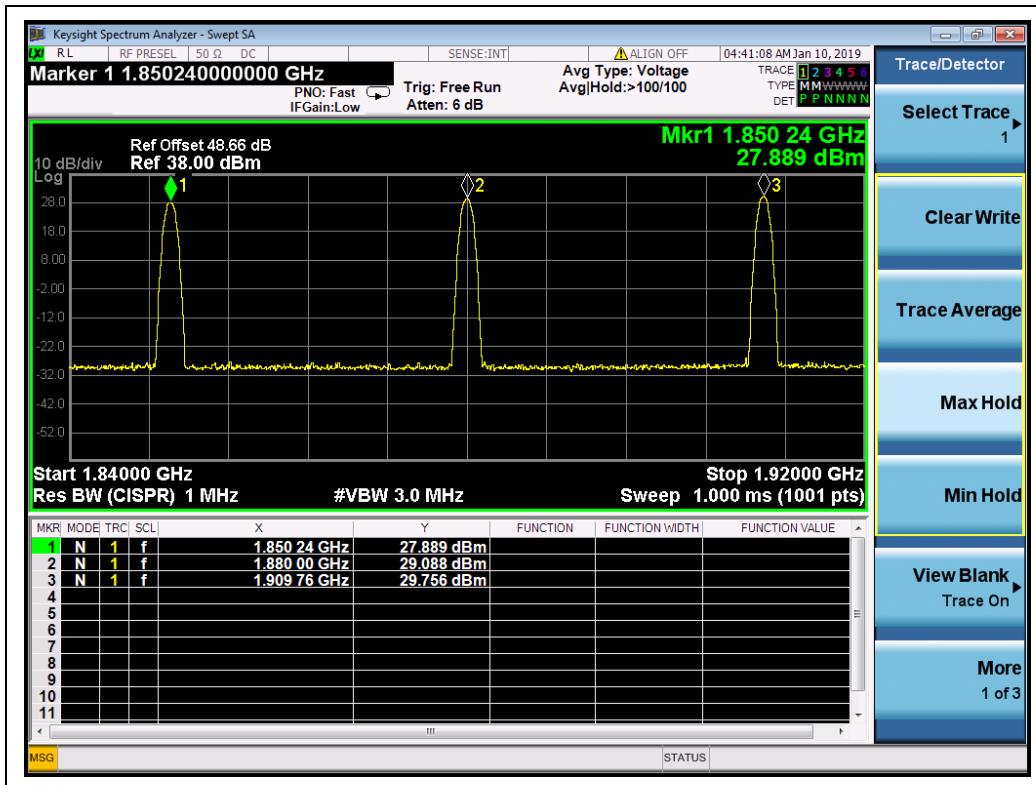 Keysight Spectrum Analyzer - Swept SA
LXI RL RF PRESEL 50 Ω DC SENSE:INT ALIGN OFF 04:41:08 AM Jan 10, 2019
Marker 1 1.850240000000 GHz
PNO: Fast
IFGain:Low
Trig: Free Run
Atten: 6 dB
Avg Type: Voltage
Avg|Hold:>100/100
TRACE 1 2 3 4 5 6
TYPE MMWWWW
DET P P N N N N
Mkr1 1.850 24 GHz
27.889 dBm
Ref Offset 48.66 dB
10 dB/div Ref 38.00 dBm
Log
1
2
3
28.0
18.0
8.00
-2.00
-12.0
-22.0
-32.0
-42.0
-52.0
Start 1.84000 GHz Stop 1.92000 GHz
Res BW (CISPR) 1 MHz #VBW 3.0 MHz Sweep 1.000 ms (1001 pts)
MKR MODE TRC SCL X Y FUNCTION FUNCTION WIDTH FUNCTION VALUE
1 N 1 f 1.850 24 GHz 27.889 dBm
2 N 1 f 1.880 00 GHz 29.088 dBm
3 N 1 f 1.909 76 GHz 29.756 dBm
4
5
6
7
8
9
10
11
MSG STATUS
Trace/Detector
Select Trace
1
Clear Write
Trace Average
Max Hold
Min Hold
View Blank
Trace On
More
1 of 3